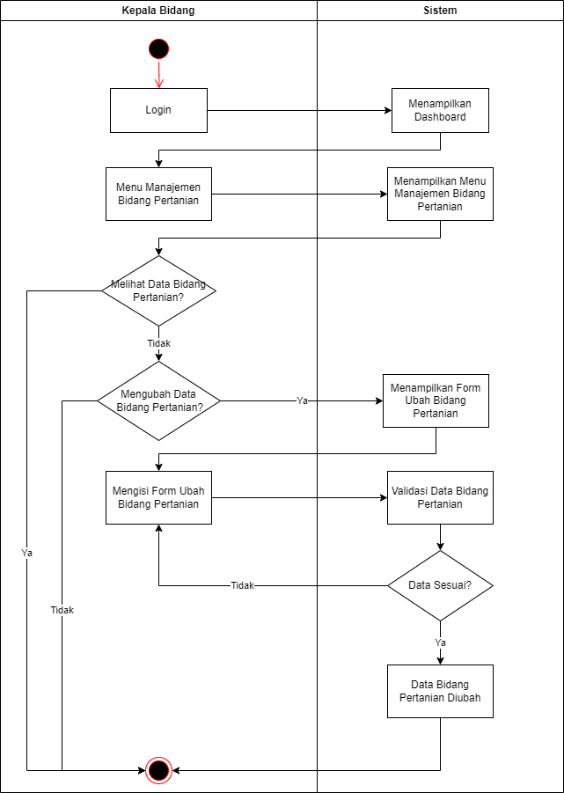 Kepala Bidang
Sistem
Login
Menampilkan
Dashboard
Menu Manajemen
Bidang Pertanian
Menampilkan Menu
Manajemen Bidang
Pertanian
Melihat Data Bidang
Pertanian?
Tidak
Mengubah Data
Bidang Pertanian?
Ya
Menampilkan Form
Ubah Bidang
Pertanian
Mengisi Form Ubah
Bidang Pertanian
Validasi Data Bidang
Pertanian
Ya
Tidak
Data Sesuai?
Tidak
Ya
Data Bidang
Pertanian Diubah